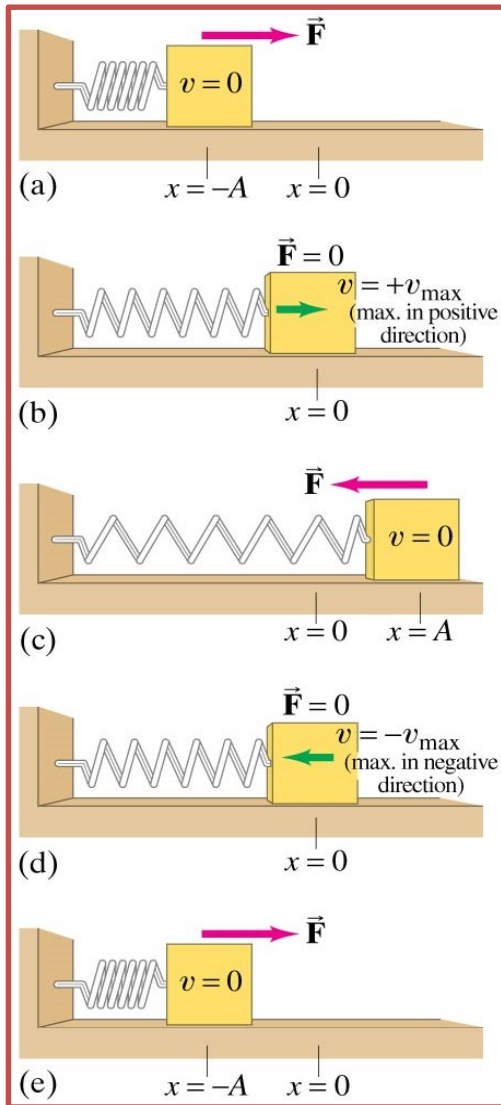 F⃗
v = 0
(a)
x = −A
x = 0
F⃗ = 0
v = +vmax
(max. in positive
direction)
(b)
x = 0
F⃗
v = 0
(c)
x = 0
x = A
F⃗ = 0
v = −vmax
(max. in negative
direction)
(d)
x = 0
F⃗
v = 0
(e)
x = −A
x = 0